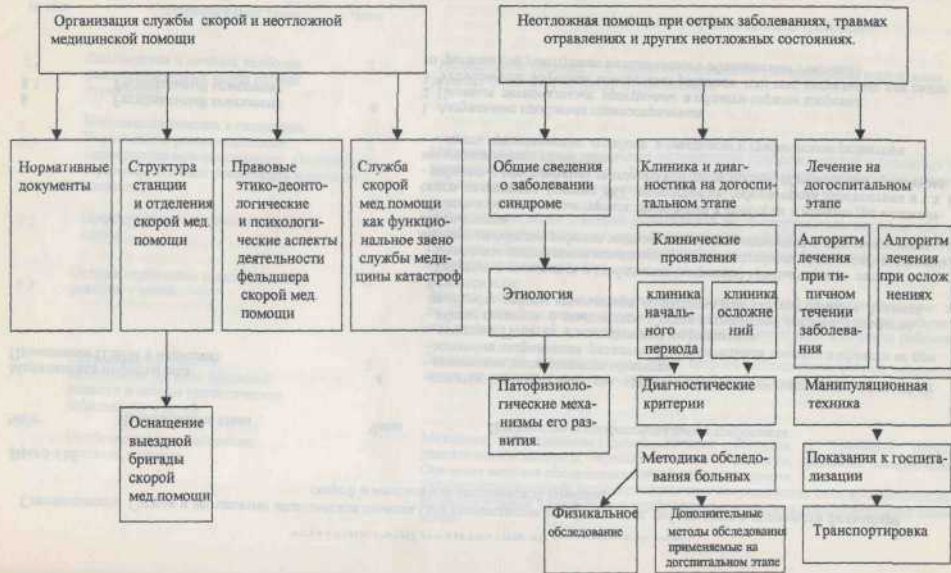 Организация службы скорой и неотложной
медицинской помощи
Неотложная помощь при острых заболеваниях, травмах
отравлениях и других неотложных состояниях.
Нормативные
документы
Структура
станции
и отделения
скорой мед.
помощи
Правовые
этико-деонто-
логические
и психологи-
ческие аспекты
деятельности
фельдшера
скорой мед.
помощи
Служба
скорой
мед.помощи
как функцио-
нальное звено
службы меди-
цины катастроф
Общие сведения
о заболевании
синдроме
Клиника и диаг-
ностика на догоспи-
тальном этапе
Лечение на
догоспитальном
этапе
Оснащение
выездной
бригады
скорой
мед.помощи
Этиология
Патофизиоло-
гические меха-
низмы его раз-
вития.
Клинические
проявления
клиника
начально-
го
периода
клиника
осложне
ний
Диагностические
критерии
Методика обследо-
вания больных
Физикальное
обследование
Дополнительные
методы обследования
применяемые на
догспитальном этапе
Алгоритм
лечения
при ти-
пичном
течении
заболева-
ния
Алгоритм
лечения
при ослож
нениях
Манипуляционная
техника
Показания к госпит-
ализации
Транспортировка